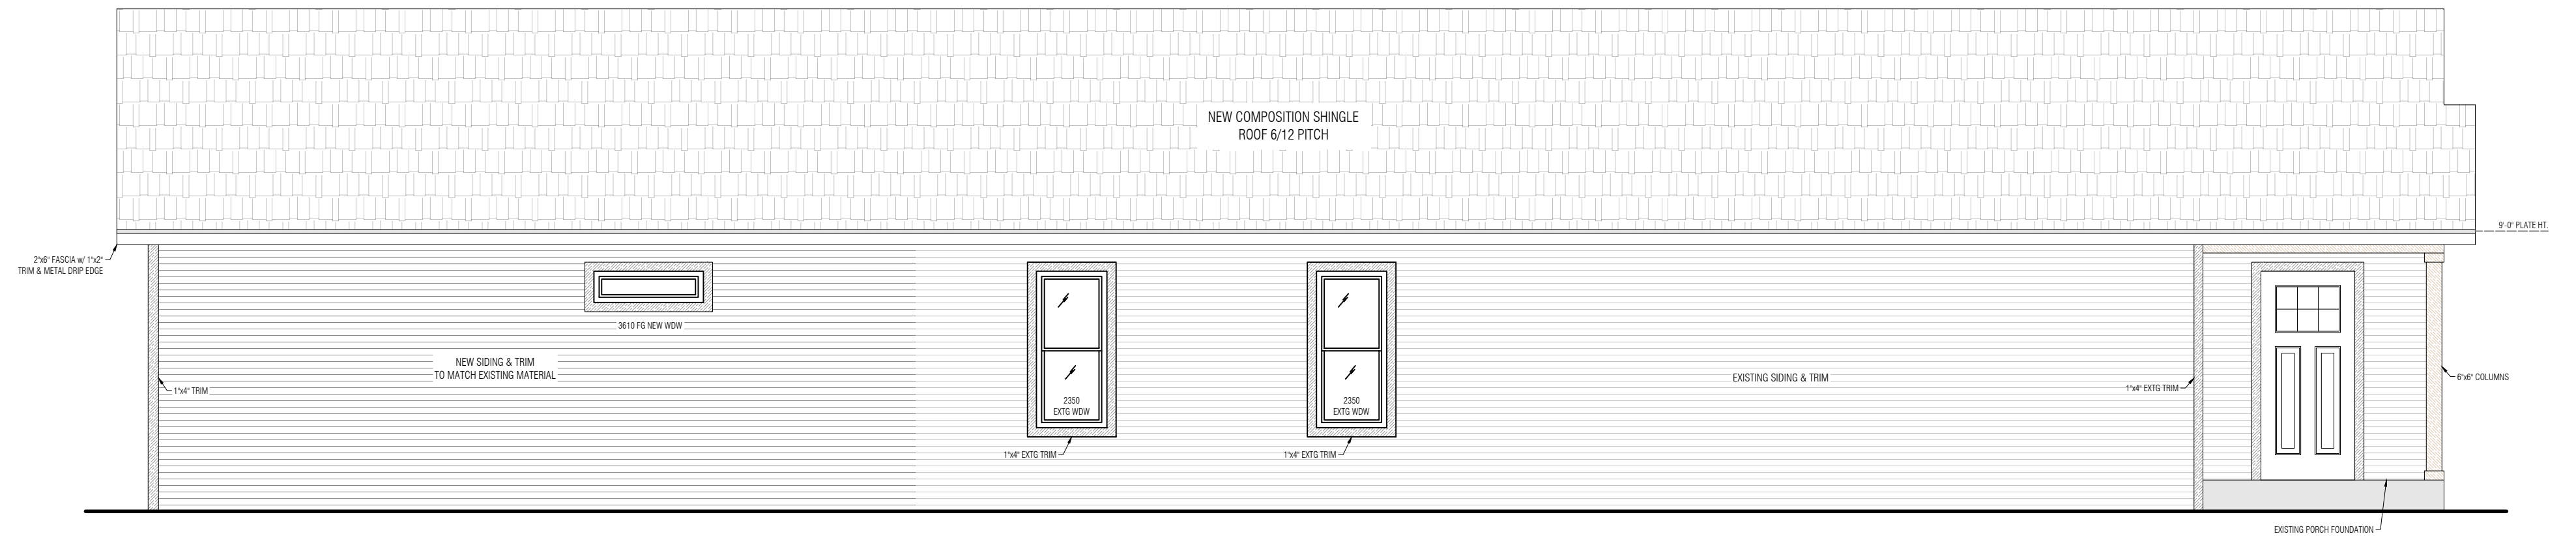 NEW COMPOSITION SHINGLE
ROOF 6/12 PITCH
9'-0" PLATE HT.
2"x6" FASCIA w/ 1"x2"
TRIM & METAL DRIP EDGE
3610 FG NEW WDW
NEW SIDING & TRIM
TO MATCH EXISTING MATERIAL
1"x4" TRIM
2350
EXTG WDW
1"x4" EXTG TRIM
2350
EXTG WDW
1"x4" EXTG TRIM
EXISTING SIDING & TRIM
1"x4" EXTG TRIM
6"x6" COLUMNS
EXISTING PORCH FOUNDATION